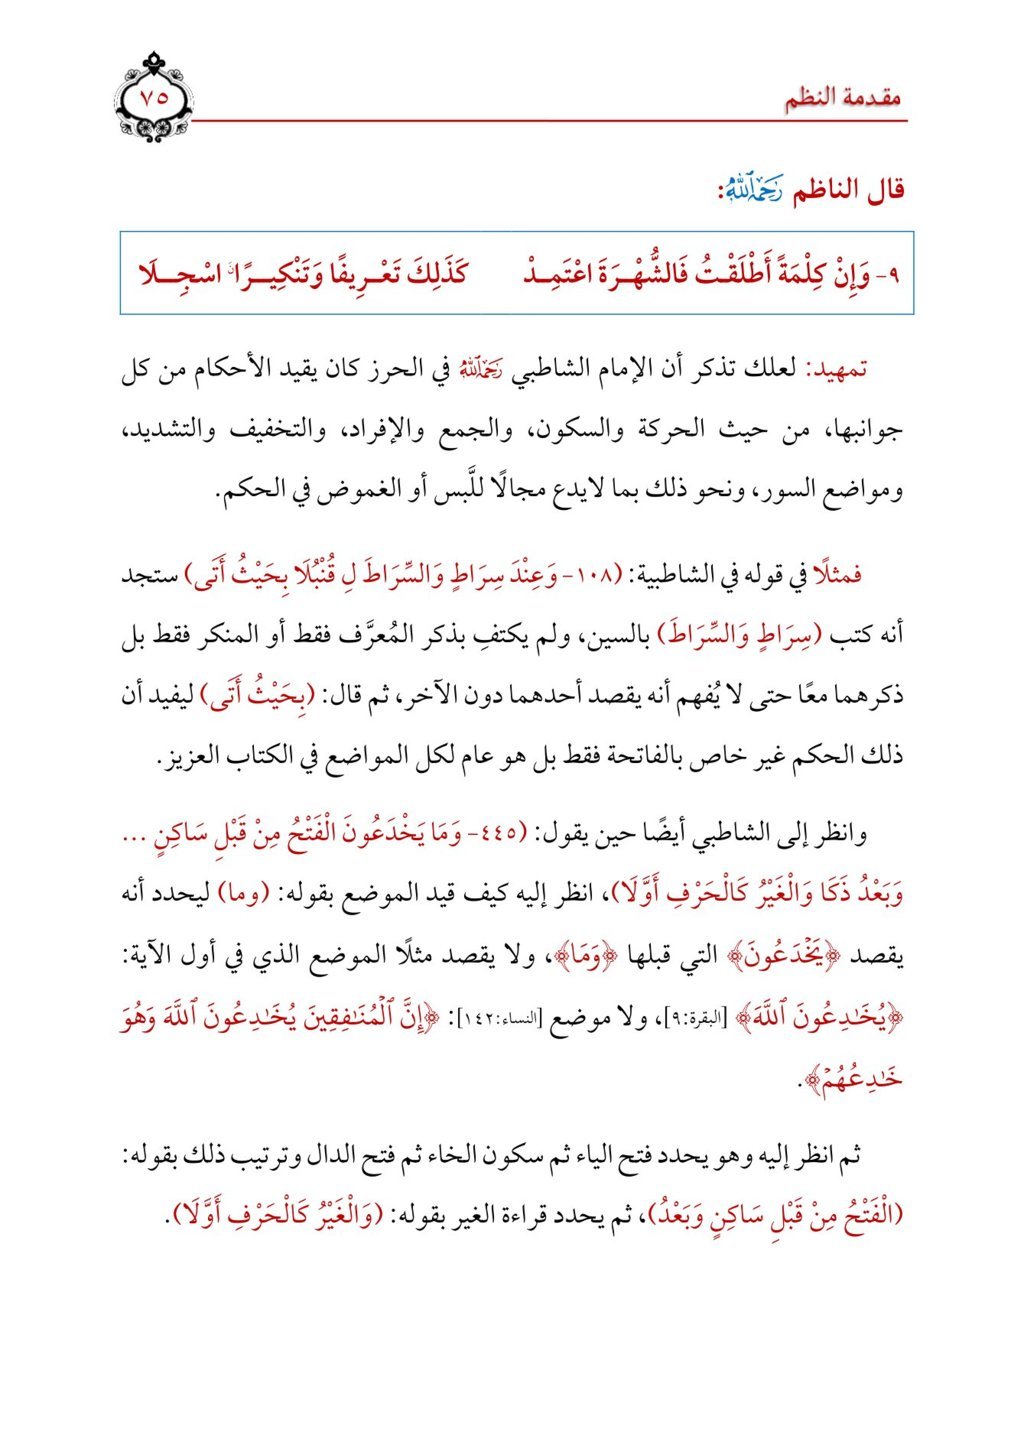 مقدمة النظم
٧٥
قال الناظم رَحِمَهُ ٱللَّهُ:
٩- وَإِنْ كِلْمَةً أَطْلَقْتُ فَالشُّهْرَةَ اعْتَمِدْ كَذَلِكَ تَعْرِيفًا وَتَنْكِيرًا نِ اسْجِلَا
تمهيد: لعلك تذكر أن الإمام الشاطبي رَحِمَهُ ٱللَّهُ في الحرز كان يقيد الأحكام من كل
جوانبها، من حيث الحركة والسكون، والجمع والإفراد، والتخفيف والتشديد،
ومواضع السور، ونحو ذلك بما لايدع مجالًا للَّبس أو الغموض في الحكم.
فمثلًا في قوله في الشاطبية: (١٠٨- وَعِنْدَ سِرَاطٍ وَالسِّرَاطَ لِ قُنْبُلَا بِحَيْثُ أَتَى) ستجد
أنه كتب (سِرَاطٍ وَالسِّرَاطَ) بالسين، ولم يكتفِ بذكر المُعرَّف فقط أو المنكر فقط بل
ذكرهما معًا حتى لا يُفهم أنه يقصد أحدهما دون الآخر، ثم قال: (بِحَيْثُ أَتَى) ليفيد أن
ذلك الحكم غير خاص بالفاتحة فقط بل هو عام لكل المواضع في الكتاب العزيز.
وانظر إلى الشاطبي أيضًا حين يقول: (٤٤٥- وَمَا يَخْدَعُونَ الْفَتْحُ مِنْ قَبْلِ سَاكِنٍ ...
وَبَعْدُ ذَكَا وَالْغَيْرُ كَالْحَرْفِ أَوَّلَا)، انظر إليه كيف قيد الموضع بقوله: (وما) ليحدد أنه
يقصد ﴿يَخْدَعُونَ﴾ التي قبلها ﴿وَمَا﴾، ولا يقصد مثلًا الموضع الذي في أول الآية:
﴿يُخَٰدِعُونَ ٱللَّهَ﴾ [البقرة:٩]، ولا موضع [النساء:١٤٢]: ﴿إِنَّ ٱلْمُنَٰفِقِينَ يُخَٰدِعُونَ ٱللَّهَ وَهُوَ
خَٰدِعُهُمْ﴾.
ثم انظر إليه وهو يحدد فتح الياء ثم سكون الخاء ثم فتح الدال وترتيب ذلك بقوله:
(الْفَتْحُ مِنْ قَبْلِ سَاكِنٍ وَبَعْدُ)، ثم يحدد قراءة الغير بقوله: (وَالْغَيْرُ كَالْحَرْفِ أَوَّلَا).